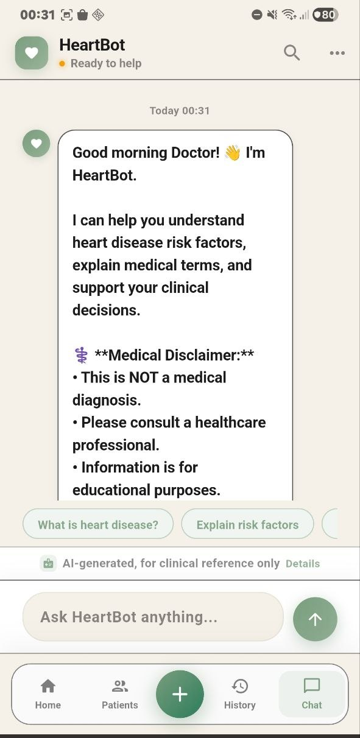 00:31
80
HeartBot
Ready to help
Today 00:31
Good morning Doctor! 👋 I'm
HeartBot.
I can help you understand
heart disease risk factors,
explain medical terms, and
support your clinical
decisions.
⚕️ **Medical Disclaimer:**
• This is NOT a medical
diagnosis.
• Please consult a healthcare
professional.
• Information is for
educational purposes.
What is heart disease?
Explain risk factors
AI-generated, for clinical reference only Details
Ask HeartBot anything...
Home Patients History Chat